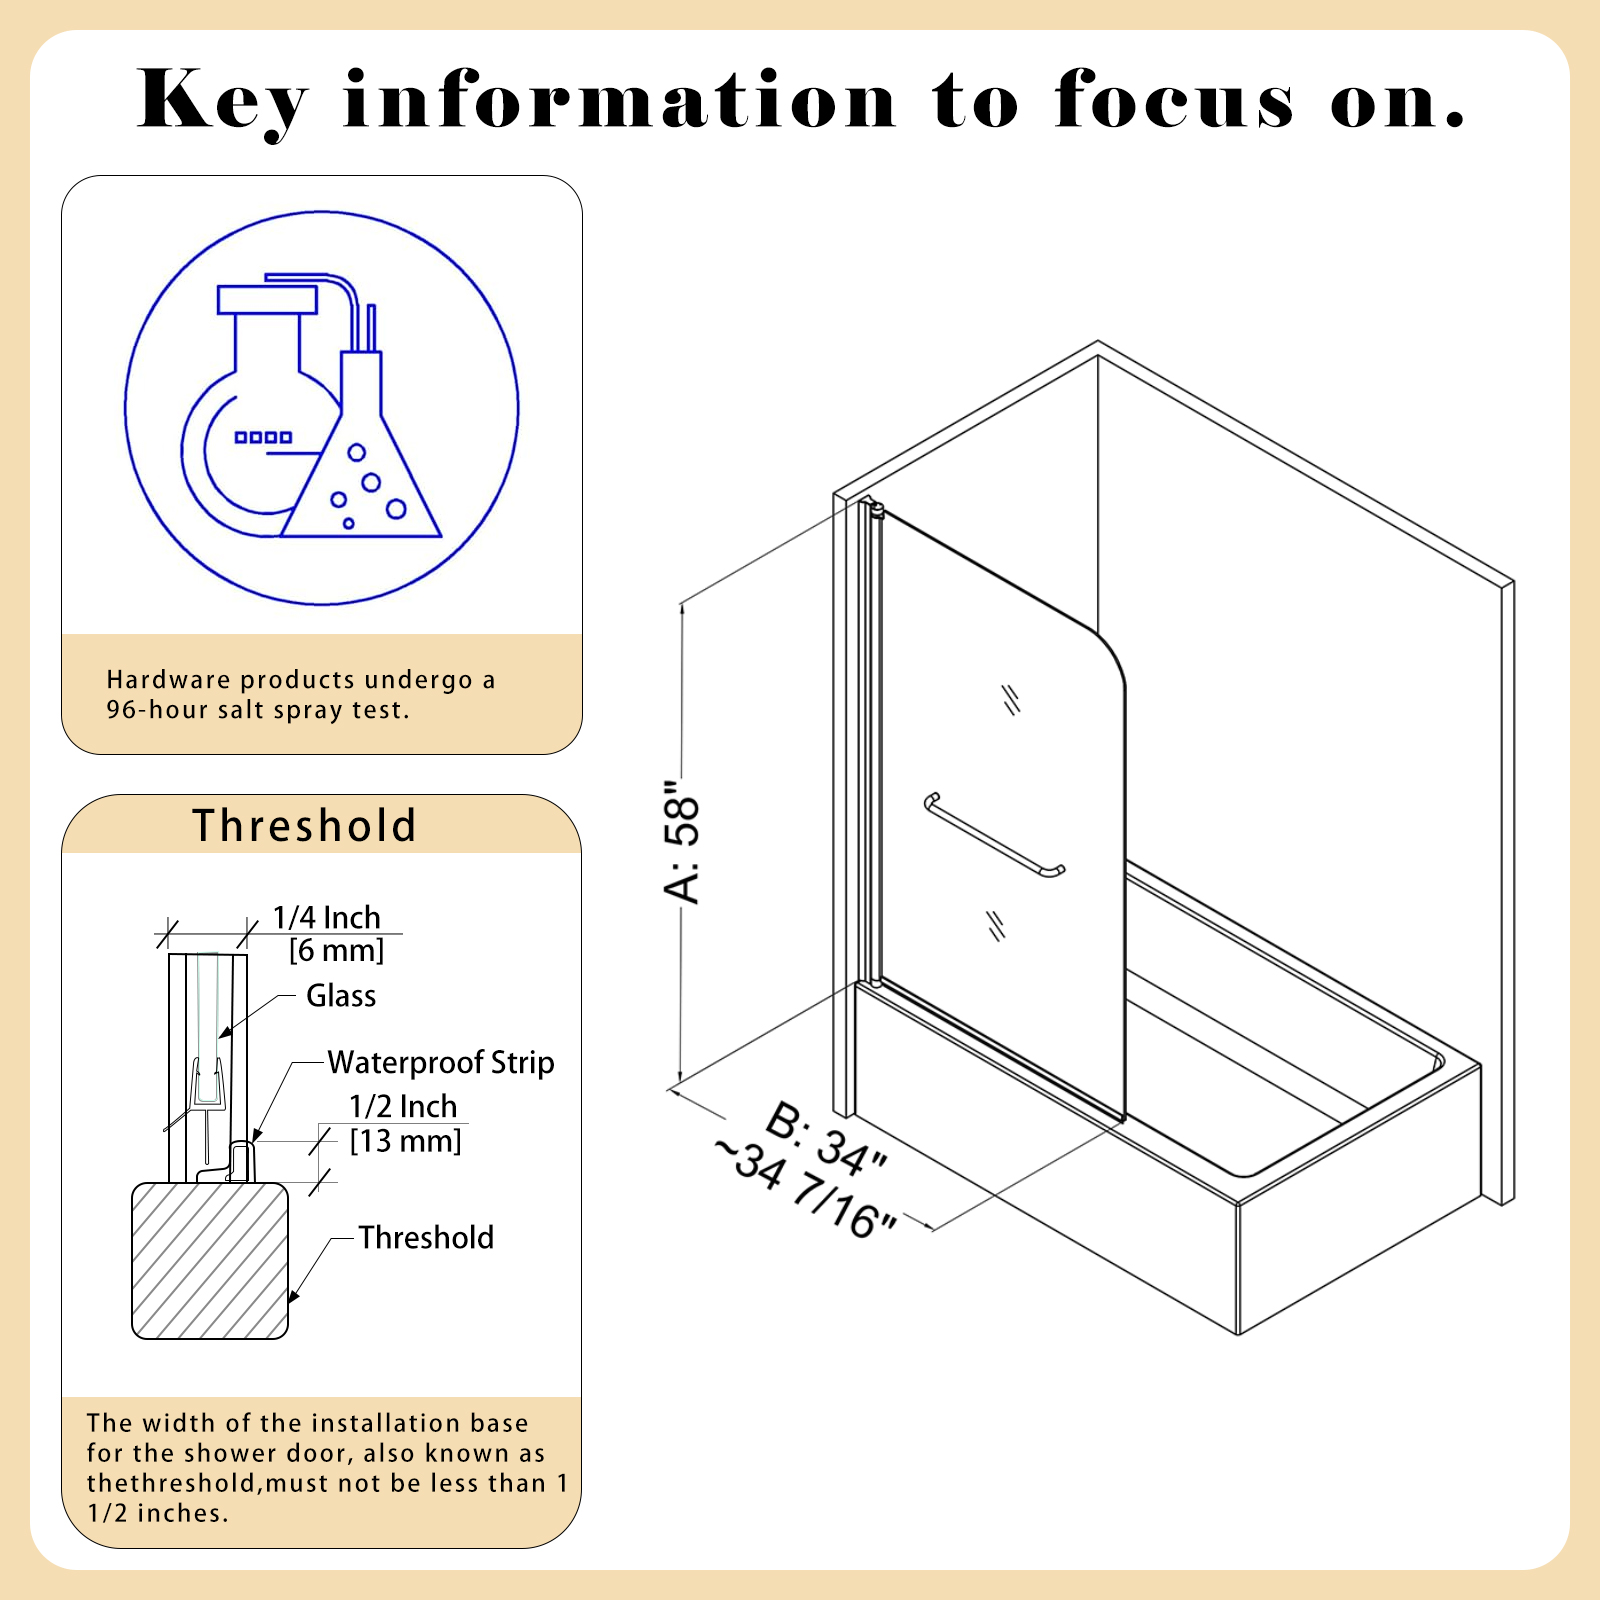 Key information to focus on.
Hardware products undergo a
96-hour salt spray test.
Threshold
1/4 Inch
[6 mm]
Glass
Waterproof Strip
1/2 Inch
[13 mm]
Threshold
The width of the installation base
for the shower door, also known as
thethreshold,must not be less than 1
1/2 inches.
A: 58"
B: 34"
~34 7/16"